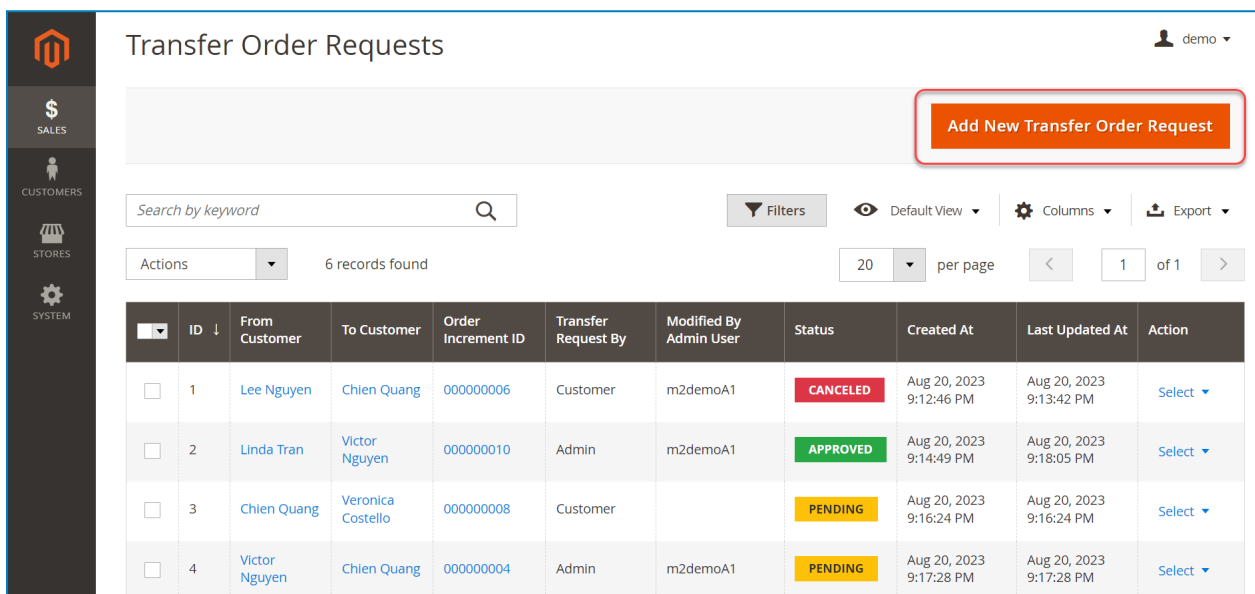 Transfer Order Requests
demo
$
SALES
CUSTOMERS
STORES
SYSTEM
Add New Transfer Order Request
Search by keyword
Filters
Default View
Columns
Export
Actions
6 records found
20
per page
1
of 1
ID ↓
From
Customer
To Customer
Order
Increment ID
Transfer
Request By
Modified By
Admin User
Status
Created At
Last Updated At
Action
1
Lee Nguyen
Chien Quang
000000006
Customer
m2demoA1
CANCELED
Aug 20, 2023
9:12:46 PM
Aug 20, 2023
9:13:42 PM
Select
2
Linda Tran
Victor
Nguyen
000000010
Admin
m2demoA1
APPROVED
Aug 20, 2023
9:14:49 PM
Aug 20, 2023
9:18:05 PM
Select
3
Chien Quang
Veronica
Costello
000000008
Customer
PENDING
Aug 20, 2023
9:16:24 PM
Aug 20, 2023
9:16:24 PM
Select
4
Victor
Nguyen
Chien Quang
000000004
Admin
m2demoA1
PENDING
Aug 20, 2023
9:17:28 PM
Aug 20, 2023
9:17:28 PM
Select